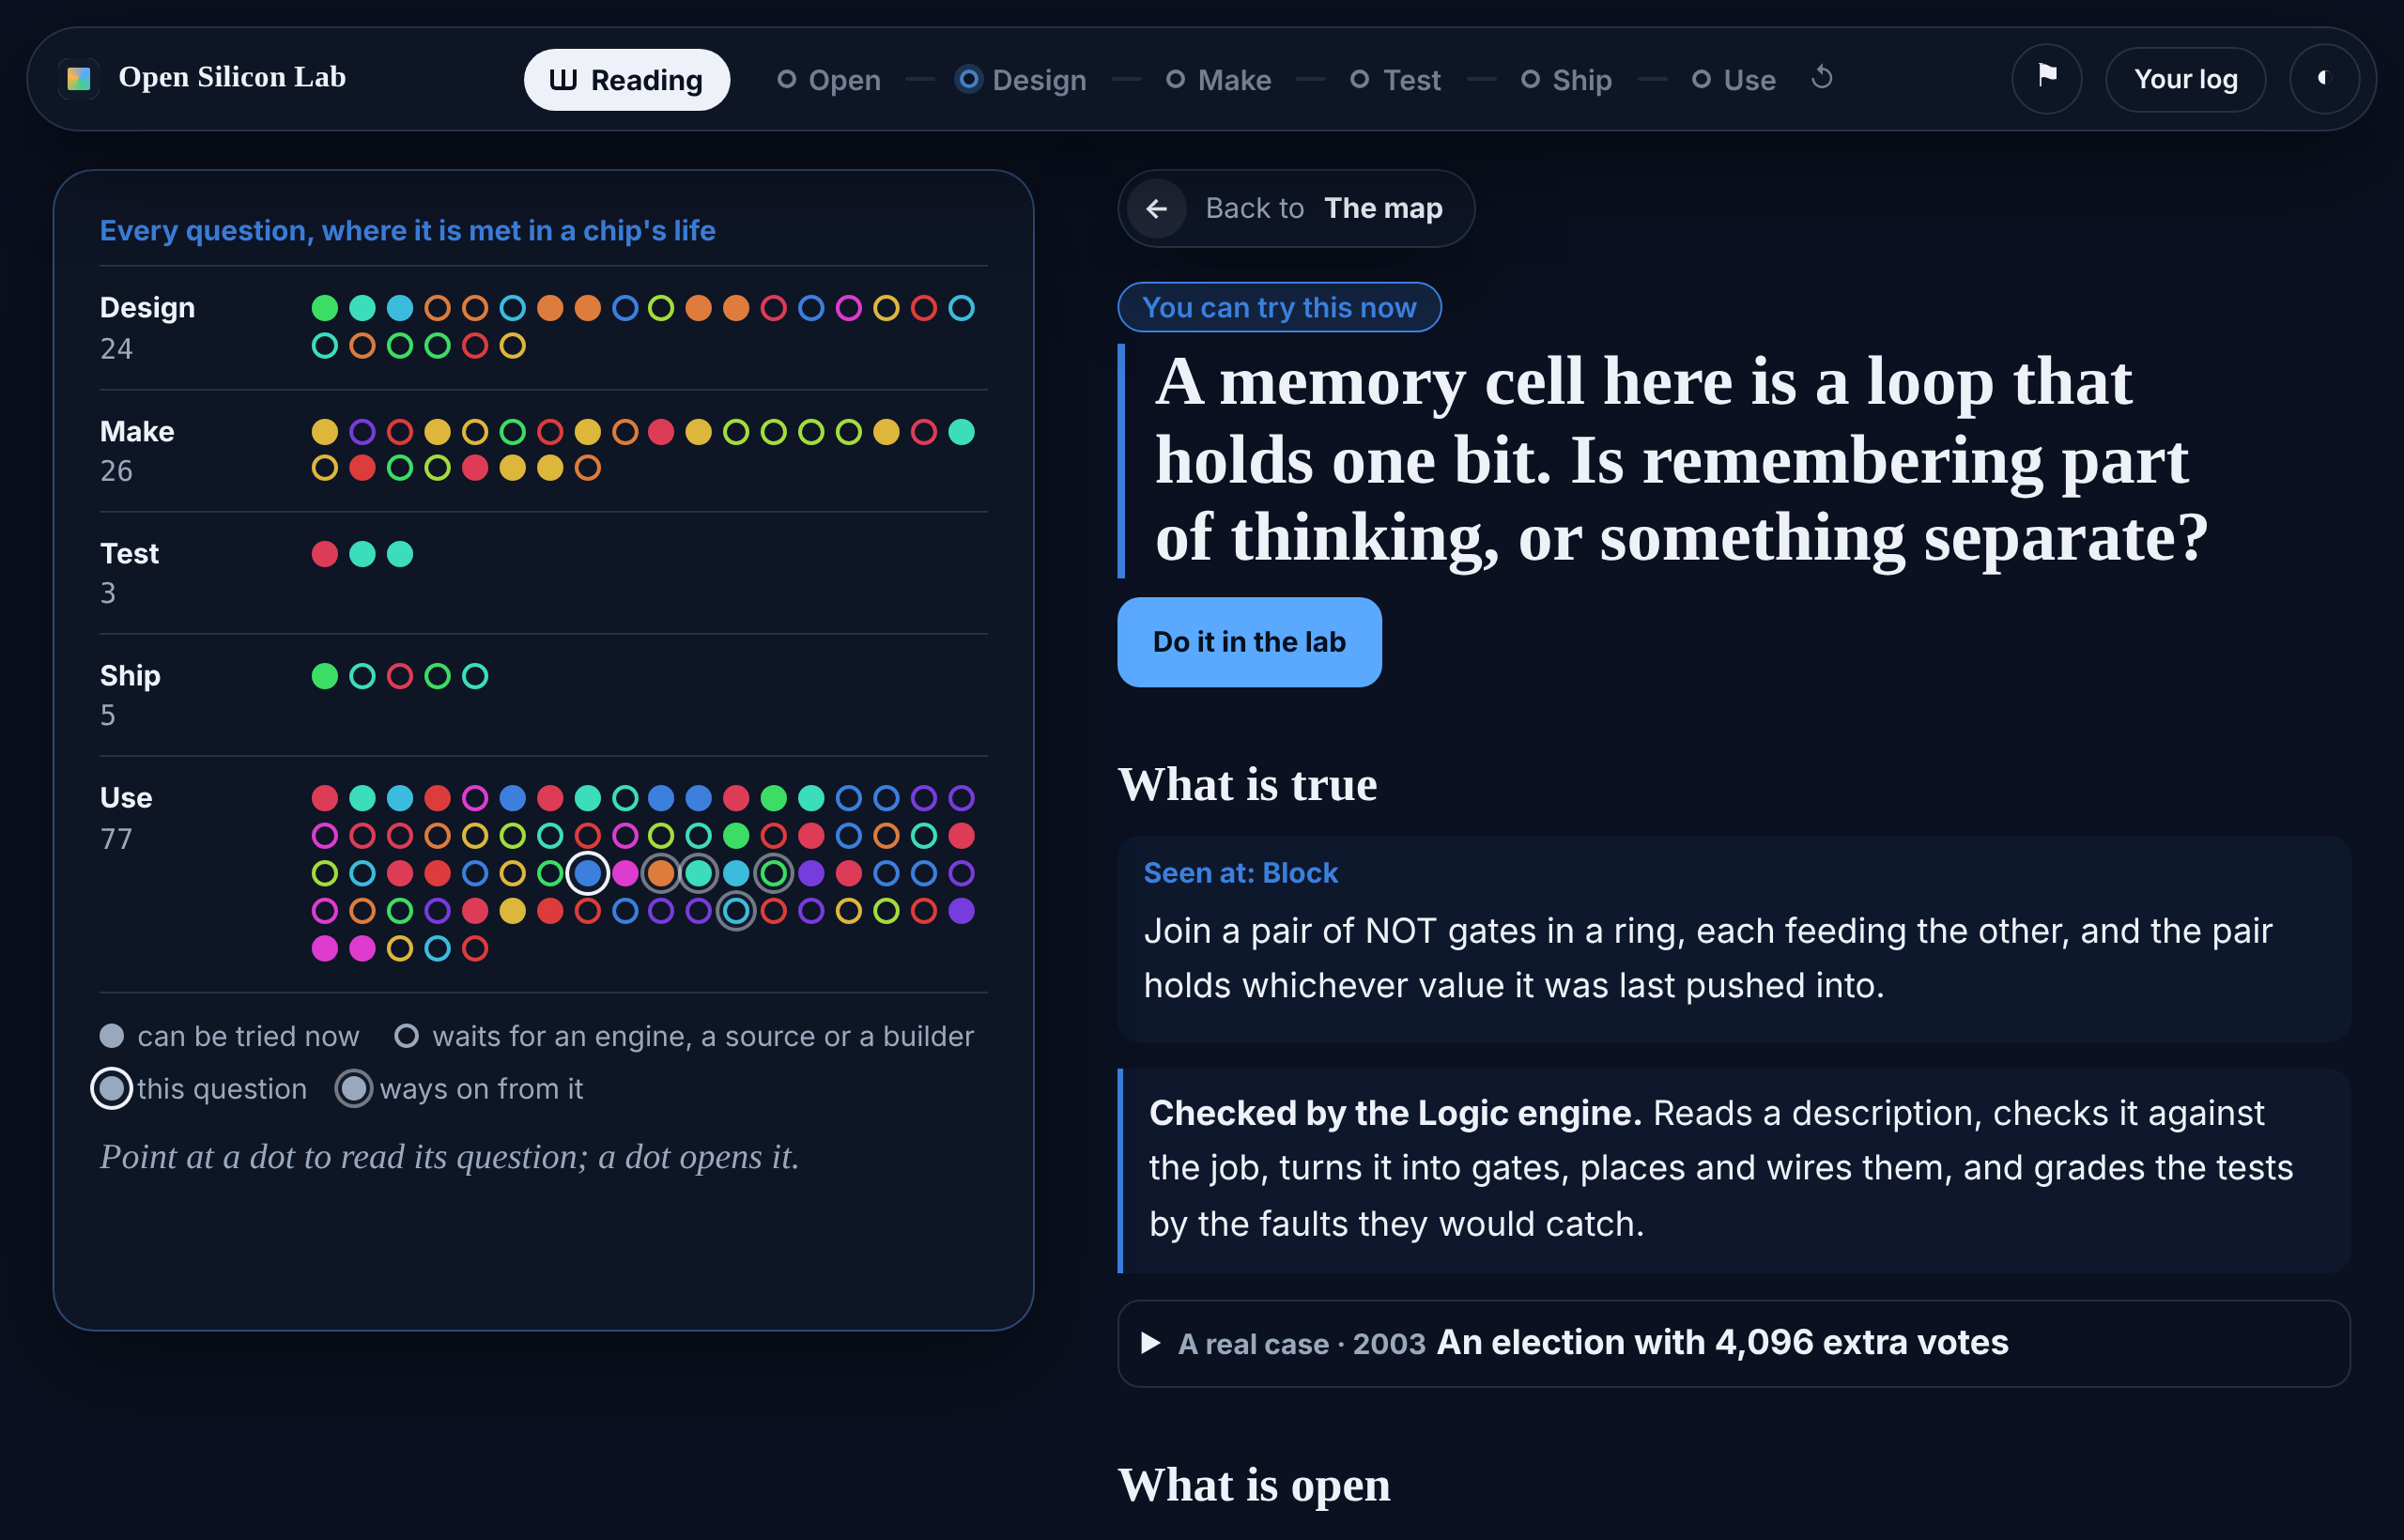 Open Silicon Lab
Reading
Open
Design
Make
Test
Ship
Use
Your log
Every question, where it is met in a chip's life
Design
24
Make
26
Test
3
Ship
5
Use
77
can be tried now
waits for an engine, a source or a builder
this question
ways on from it
Point at a dot to read its question; a dot opens it.
Back to The map
You can try this now
A memory cell here is a loop that
holds one bit. Is remembering part
of thinking, or something separate?
Do it in the lab
What is true
Seen at: Block
Join a pair of NOT gates in a ring, each feeding the other, and the pair
holds whichever value it was last pushed into.
Checked by the Logic engine. Reads a description, checks it against
the job, turns it into gates, places and wires them, and grades the tests
by the faults they would catch.
A real case · 2003 An election with 4,096 extra votes
What is open